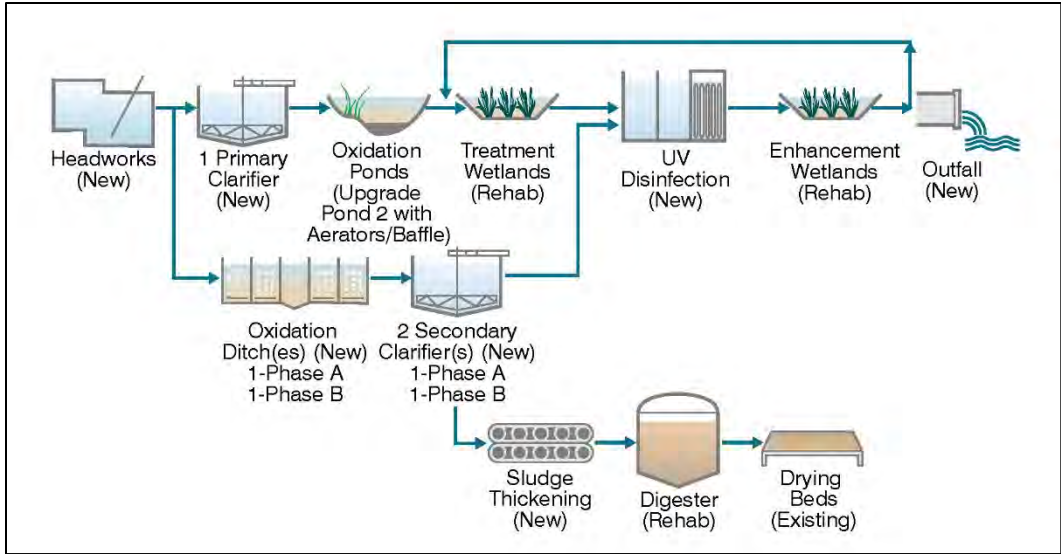 Headworks
(New)
1 Primary
Clarifier
(New)
Oxidation
Ponds
(Upgrade
Pond 2 with
Aerators/Baffle)
Treatment
Wetlands
(Rehab)
UV
Disinfection
(New)
Enhancement
Wetlands
(Rehab)
Outfall
(New)
Oxidation
Ditch(es) (New)
1-Phase A
1-Phase B
2 Secondary
Clarifier(s) (New)
1-Phase A
1-Phase B
Sludge
Thickening
(New)
Digester
(Rehab)
Drying
Beds
(Existing)